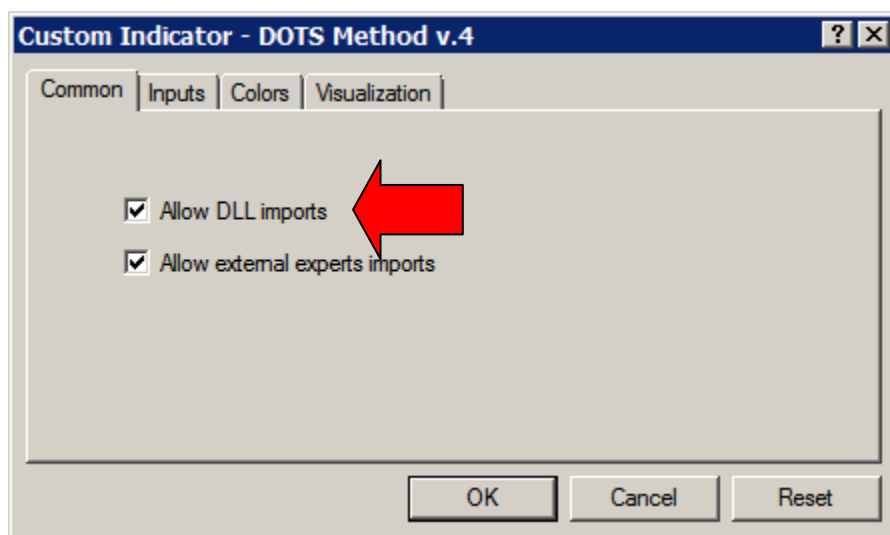 Custom Indicator - DOTS Method v.4
Common Inputs Colors Visualization
Allow DLL imports
Allow external experts imports
OK Cancel Reset